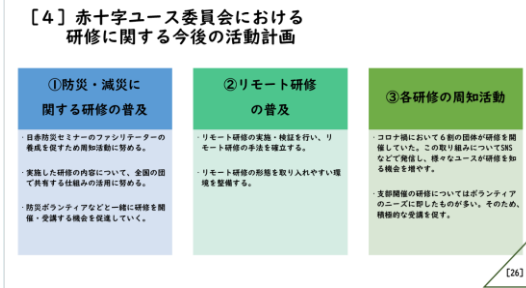 ［４］赤十字ユース委員会における
研修に関する今後の活動計画
①防災・減災に
関する研修の普及
・日赤防災セミナーのファシリテーターの
養成を促すため周知活動に努める。
・実施した研修の内容について、全国の団
で共有する仕組みの活用に努める。
・防災ボランティアなどと一緒に研修を開
催・受講する機会を促進していく。
②リモート研修
の普及
・リモート研修の実施・検証を行い、リ
モート研修の手法を確立する。
・リモート研修の形態を取り入れやすい環
境を整備する。
③各研修の周知活動
・コロナ禍において６割の団体が研修を開
催していた。この取り組みについてSNS
などで発信し、様々なユースが研修を知
る機会を増やす。
・支部開催の研修についてはボランティア
のニーズに即したものが多い。そのため、
積極的な受講を促す。
[26]